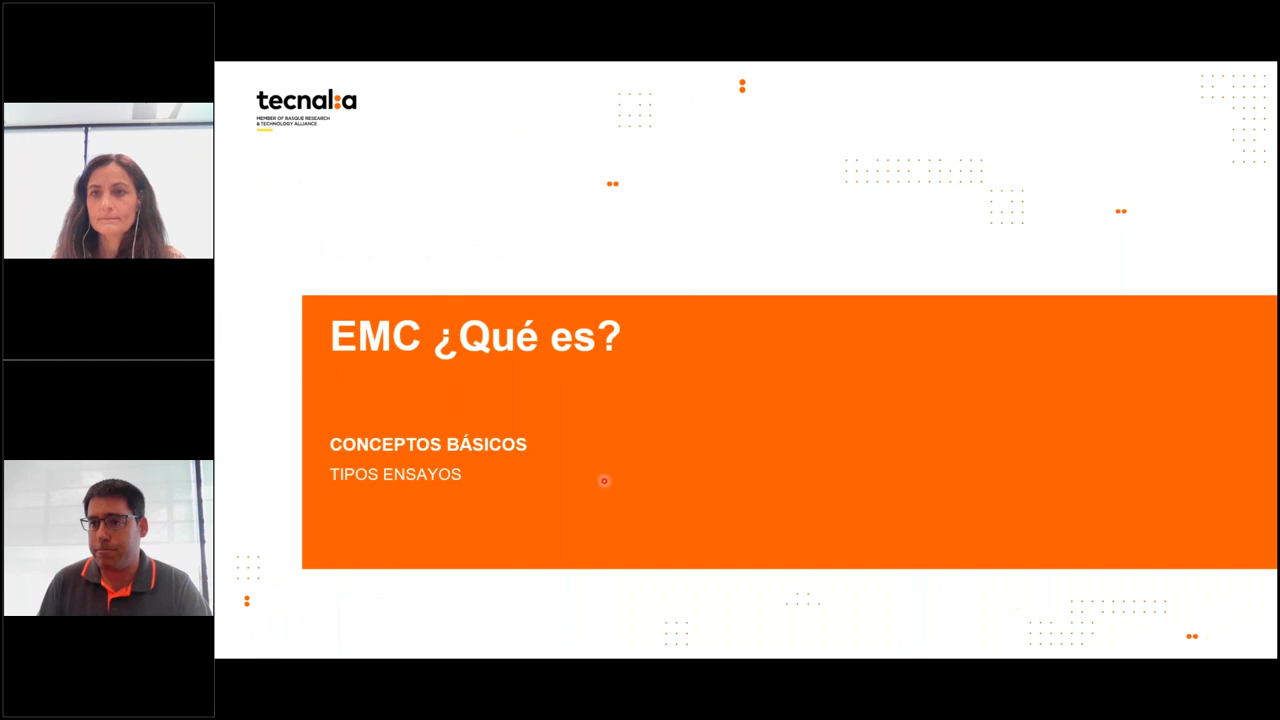 tecnal:a
MEMBER OF BASQUE RESEARCH
& TECHNOLOGY ALLIANCE
EMC ¿Qué es?
CONCEPTOS BÁSICOS
TIPOS ENSAYOS